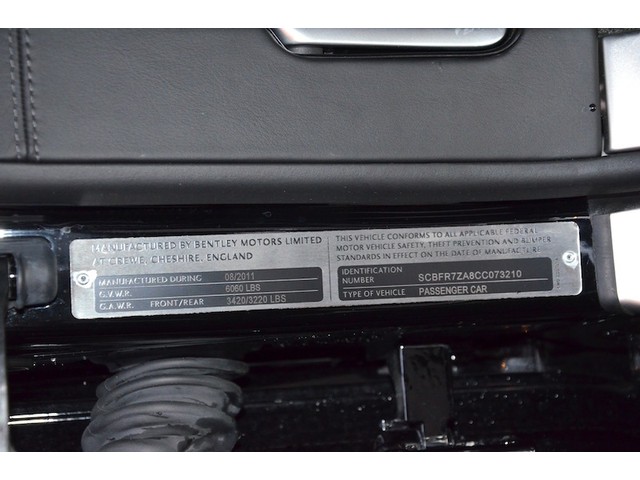 MANUFACTURED BY BENTLEY MOTORS LIMITED
AT CREWE, CHESHIRE, ENGLAND
MANUFACTURED DURING 08/2011
G.V.W.R. 6060 LBS
G.A.W.R. FRONT/REAR 3420/3220 LBS
THIS VEHICLE CONFORMS TO ALL APPLICABLE FEDERAL
MOTOR VEHICLE SAFETY, THEFT PREVENTION AND BUMPER
STANDARDS IN EFFECT ON THE DATE OF MANUFACTURE
IDENTIFICATION
NUMBER SCBFR7ZA8CC073210
TYPE OF VEHICLE PASSENGER CAR